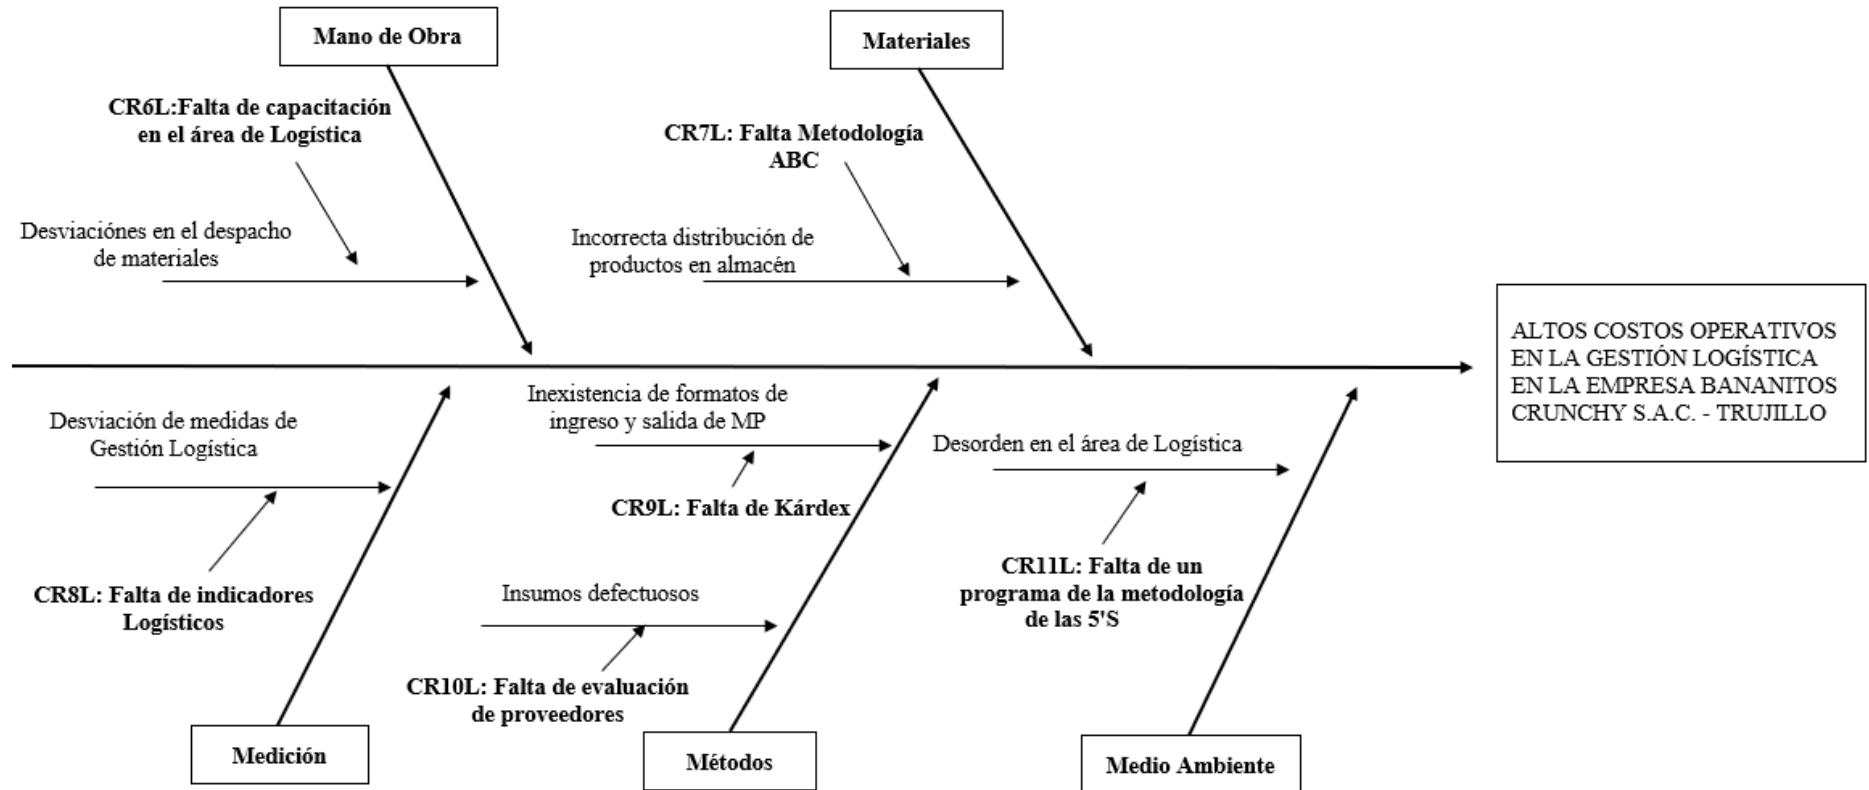 Mano de Obra
Materiales
CR6L:Falta de capacitación
en el área de Logística
CR7L: Falta Metodología
ABC
Desviaciónes en el despacho
de materiales
Incorrecta distribución de
productos en almacén
ALTOS COSTOS OPERATIVOS
EN LA GESTIÓN LOGÍSTICA
EN LA EMPRESA BANANITOS
CRUNCHY S.A.C. - TRUJILLO
Desviación de medidas de
Gestión Logística
Inexistencia de formatos de
ingreso y salida de MP
Desorden en el área de Logística
CR9L: Falta de Kárdex
CR8L: Falta de indicadores
Logísticos
Insumos defectuosos
CR11L: Falta de un
programa de la metodología
de las 5'S
CR10L: Falta de evaluación
de proveedores
Medición
Métodos
Medio Ambiente